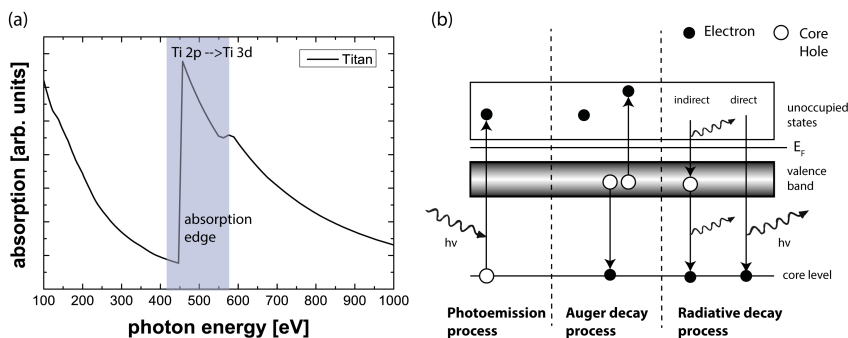 (a)
Ti 2p -->Ti 3d
Titan
absorption [arb. units]
absorption
edge
100 200 300 400 500 600 700 800 900 1000
photon energy [eV]
(b)
Electron
Core
Hole
indirect
direct
unoccupied
states
E_F
valence
band
hν
hν
core level
Photoemission
process
Auger decay
process
Radiative decay
process